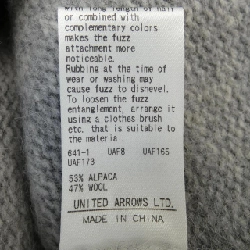 with long length of hair
or combined with
complementary colors
makes the fuzz
attachment more
noticeable.
Rubbing at the time of
wear or washing may
cause fuzz to dishevel.
To loosen the fuzz
entanglement, arrange it
using a clothes brush
etc. that is suitable to
the materia
641-1 UAF8 UAF165
UAF173
53% ALPACA
47% WOOL
UNITED ARROWS LTD.
MADE IN CHINA